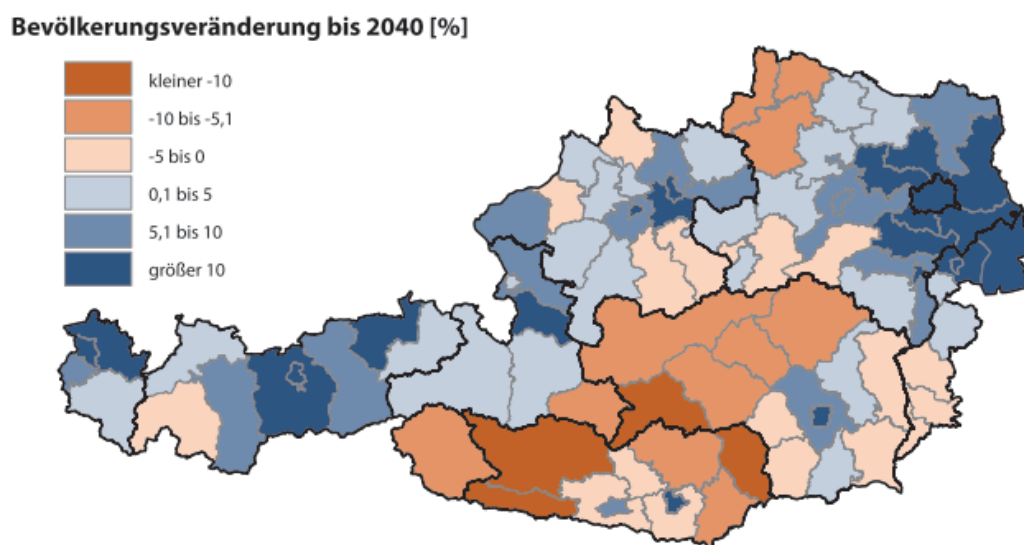 Bevölkerungsveränderung bis 2040 [%]
kleiner -10
-10 bis -5,1
-5 bis 0
0,1 bis 5
5,1 bis 10
größer 10